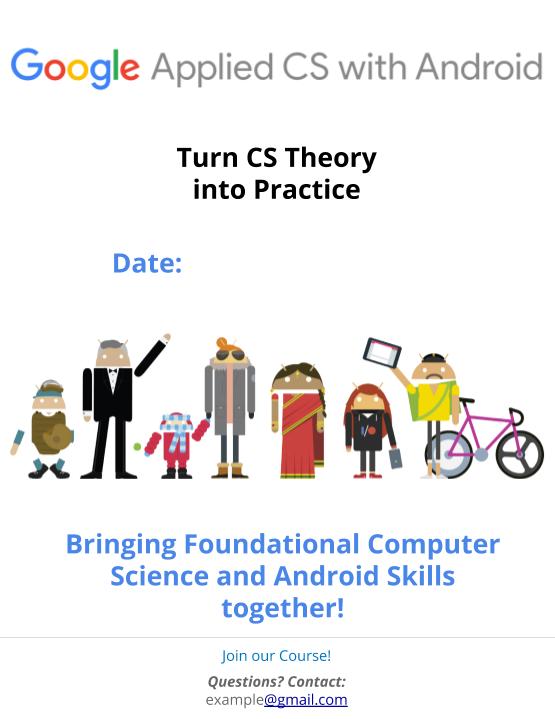 Google Applied CS with Android
Turn CS Theory
into Practice
Date:
Bringing Foundational Computer
Science and Android Skills
together!
Join our Course!
Questions? Contact:
example@gmail.com